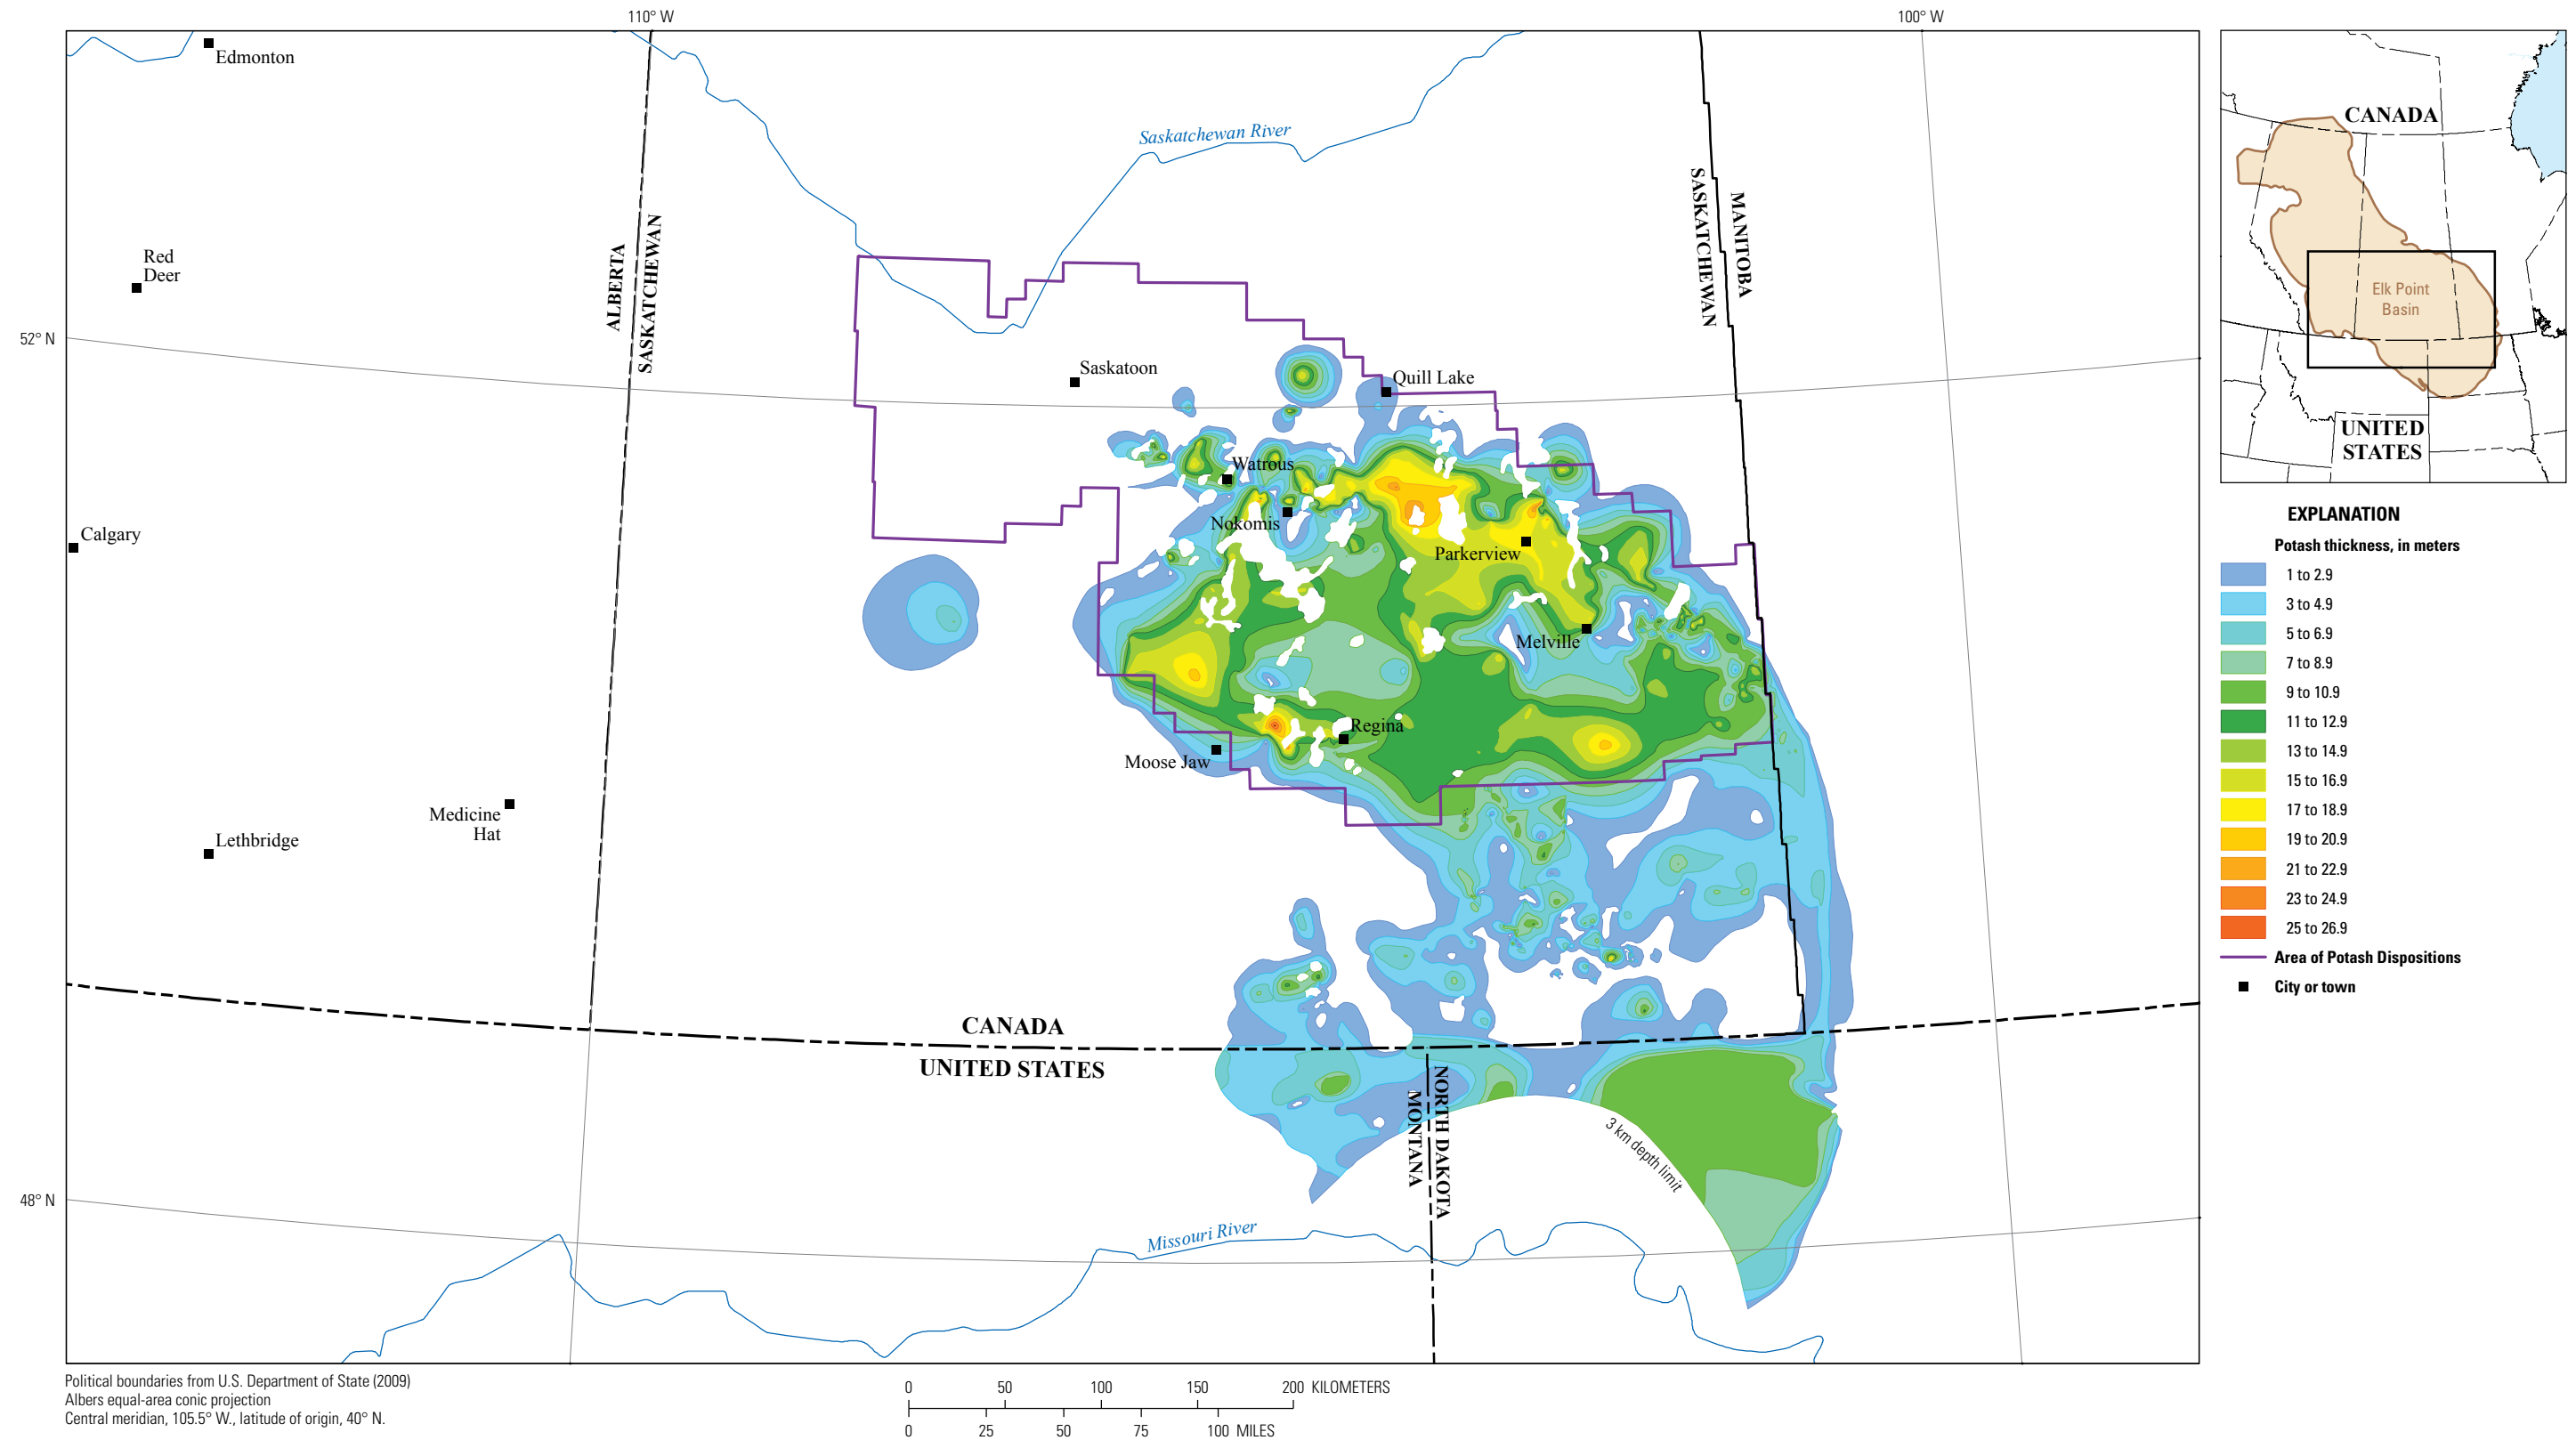 110° W
100° W
52° N
48° N
Edmonton
Red
Deer
Calgary
Lethbridge
Medicine
Hat
ALBERTA
SASKATCHEWAN
Saskatchewan River
SASKATCHEWAN
MANITOBA
Saskatoon
Quill Lake
Watrous
Nokomis
Parkerview
Melville
Regina
Moose Jaw
CANADA
UNITED STATES
MONTANA
NORTH DAKOTA
3 km depth limit
Missouri River
CANADA
Elk Point
Basin
UNITED
STATES
EXPLANATION
Potash thickness, in meters
1 to 2.9
3 to 4.9
5 to 6.9
7 to 8.9
9 to 10.9
11 to 12.9
13 to 14.9
15 to 16.9
17 to 18.9
19 to 20.9
21 to 22.9
23 to 24.9
25 to 26.9
Area of Potash Dispositions
City or town
Political boundaries from U.S. Department of State (2009)
Albers equal-area conic projection
Central meridian, 105.5° W., latitude of origin, 40° N.
0 50 100 150 200 KILOMETERS
0 25 50 75 100 MILES